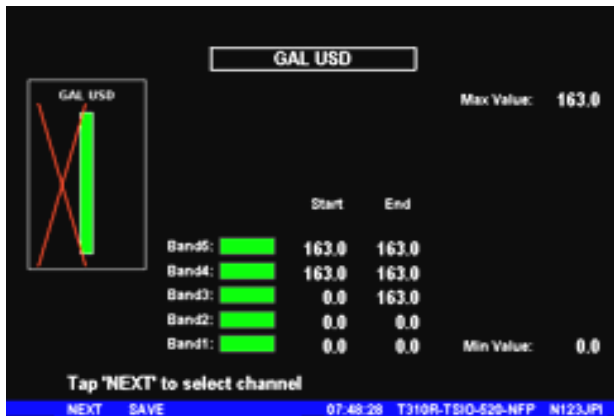 GAL USD
GAL USD
Max Value: 163.0
Start End
Band5: 163.0 163.0
Band4: 163.0 163.0
Band3: 0.0 163.0
Band2: 0.0 0.0
Band1: 0.0 0.0 Min Value: 0.0
Tap 'NEXT' to select channel
NEXT SAVE 07:48:28 T310R-TSIO-520-NFP N123JPI